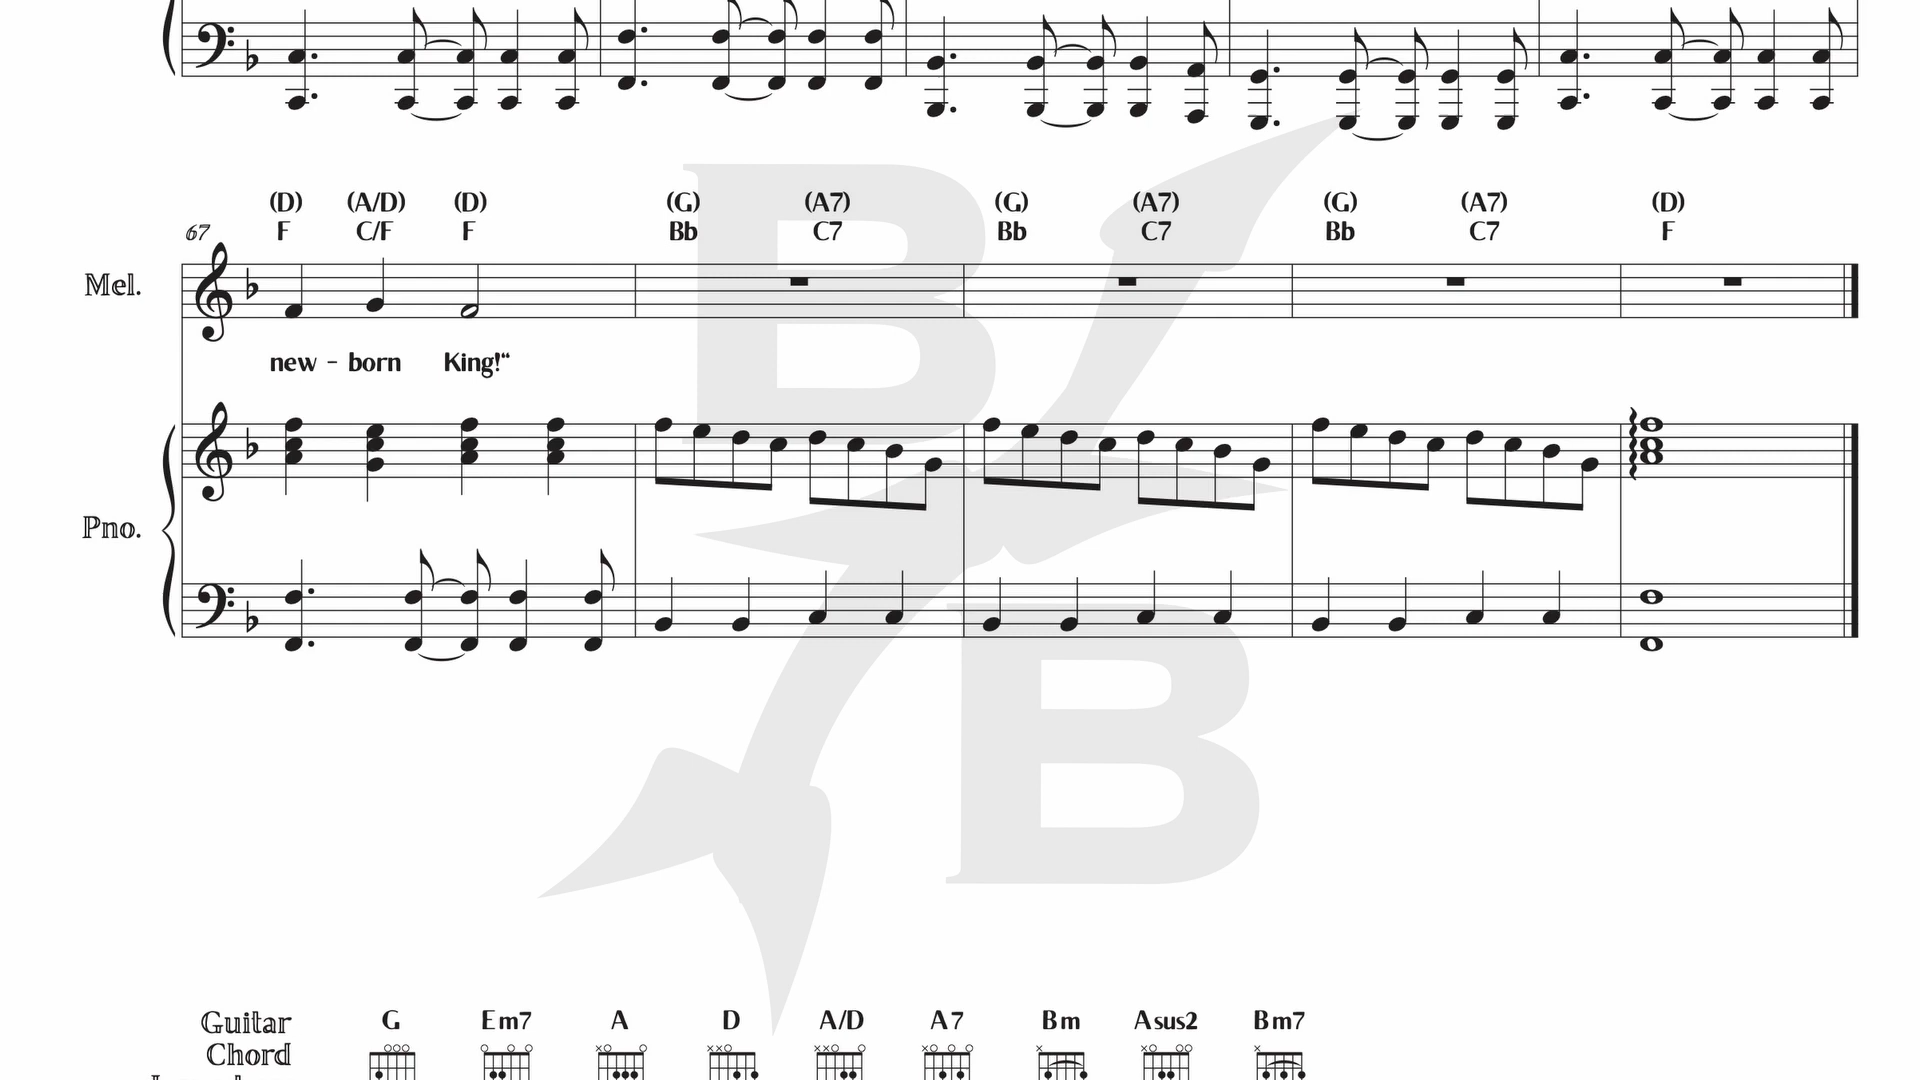 (D) (A/D) (D) (G) (A7) (G) (A7) (G) (A7) (D)
67 F C/F F Bb C7 Bb C7 Bb C7 F
Mel.
new - born King!“
Pno.
B
B
Guitar G Em7 A D A/D A7 Bm Asus2 Bm7
Chord